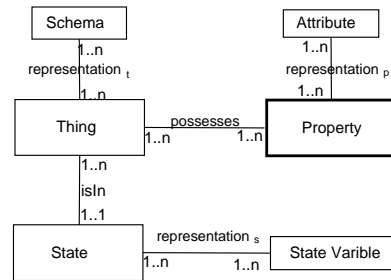 Schema Attribute
1..n 1..n
representation t representation p
1..n 1..n
Thing possesses Property
1..n 1..n
1..n
isIn
1..1
State representation s State Varible
1..n 1..n